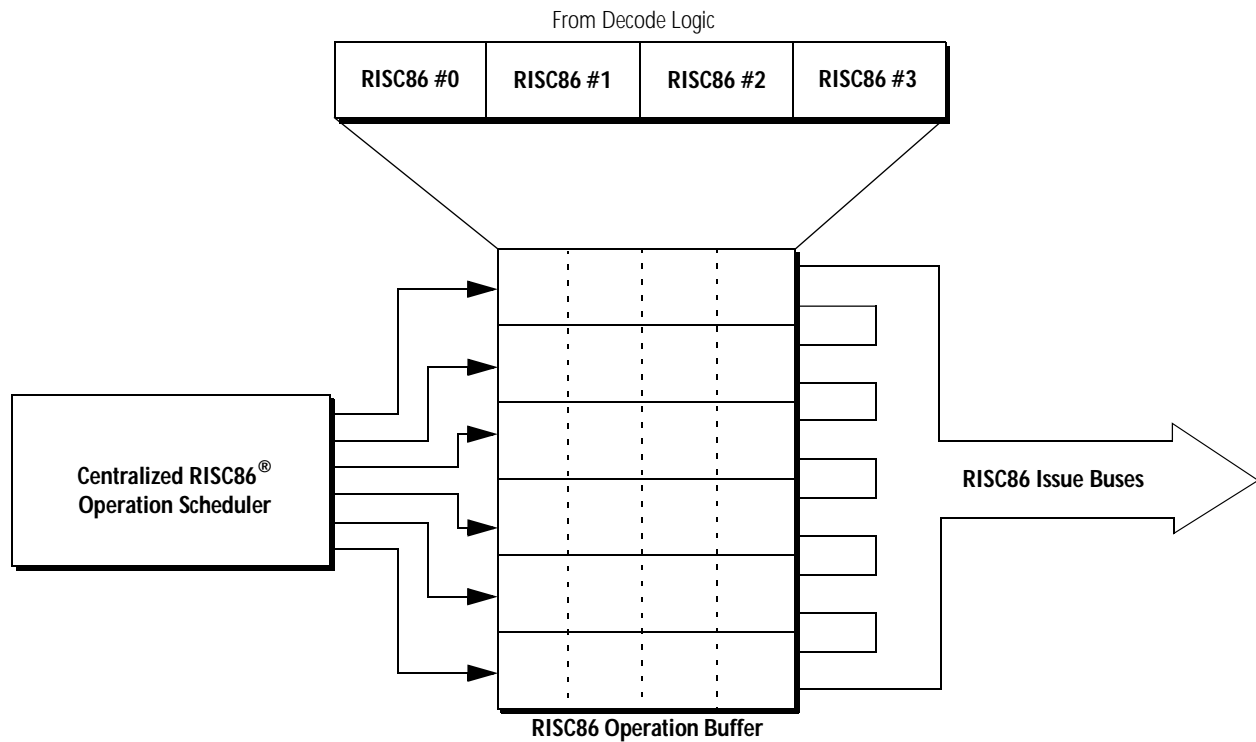 From Decode Logic
RISC86 #0
RISC86 #1
RISC86 #2
RISC86 #3
Centralized RISC86®
Operation Scheduler
RISC86 Issue Buses
RISC86 Operation Buffer